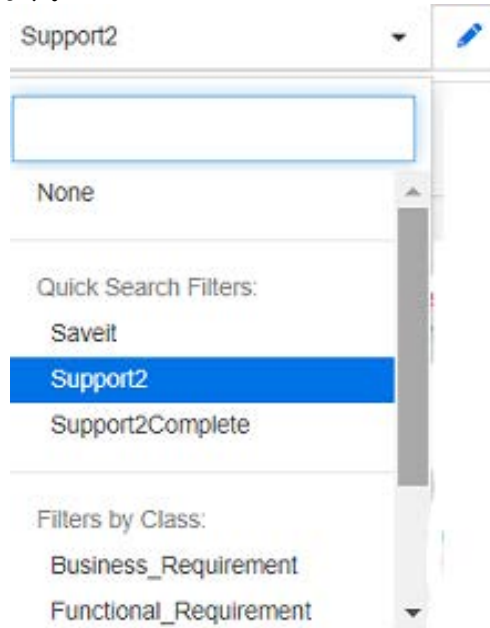 Support2
None
Quick Search Filters:
Saveit
Support2
Support2Complete
Filters by Class:
Business_Requirement
Functional_Requirement